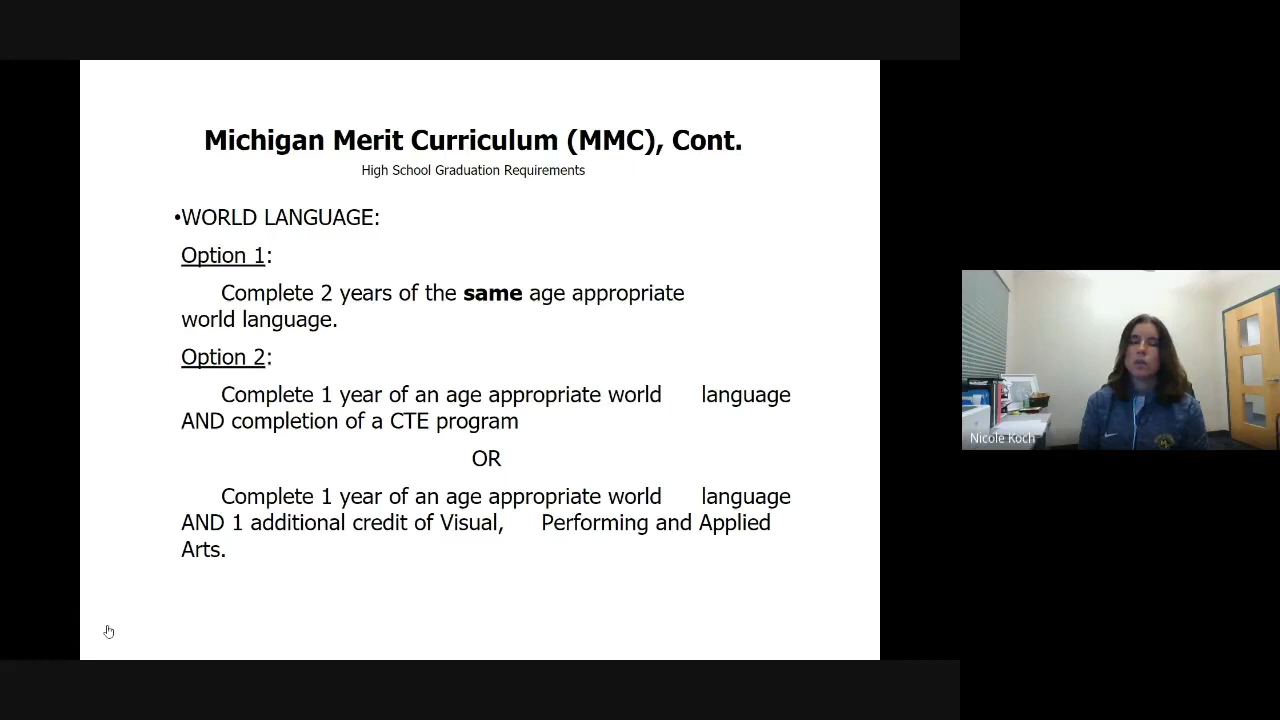 Michigan Merit Curriculum (MMC), Cont.
High School Graduation Requirements
•WORLD LANGUAGE:
Option 1:
Complete 2 years of the same age appropriate
world language.
Option 2:
Complete 1 year of an age appropriate world language
AND completion of a CTE program
OR
Complete 1 year of an age appropriate world language
AND 1 additional credit of Visual, Performing and Applied
Arts.
Nicole Koch